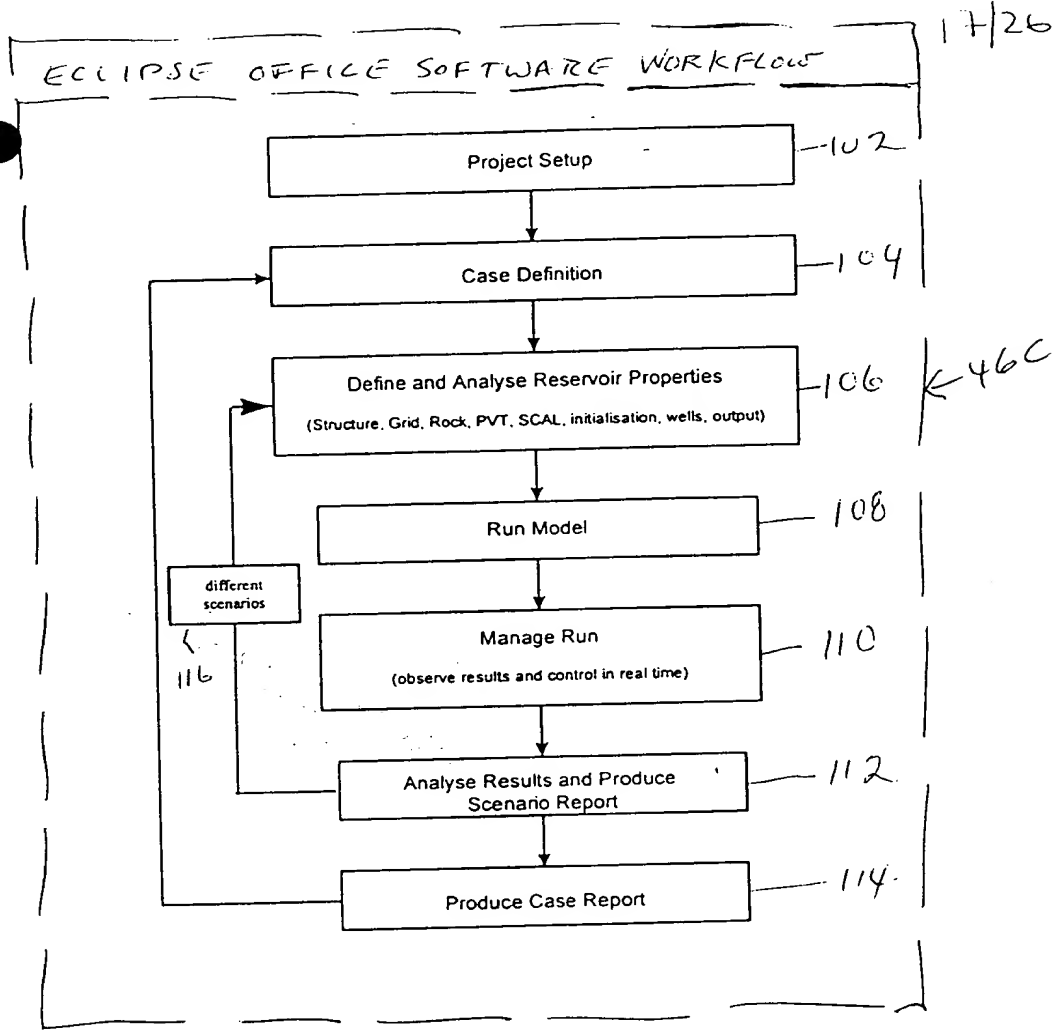 17/26
ECLIPSE OFFICE SOFTWARE WORKFLOW
Project Setup
102
Case Definition
104
Define and Analyse Reservoir Properties
(Structure, Grid, Rock, PVT, SCAL, initialisation, wells, output)
106
46C
Run Model
108
different
scenarios
116
Manage Run
(observe results and control in real time)
110
Analyse Results and Produce
Scenario Report
112
Produce Case Report
114